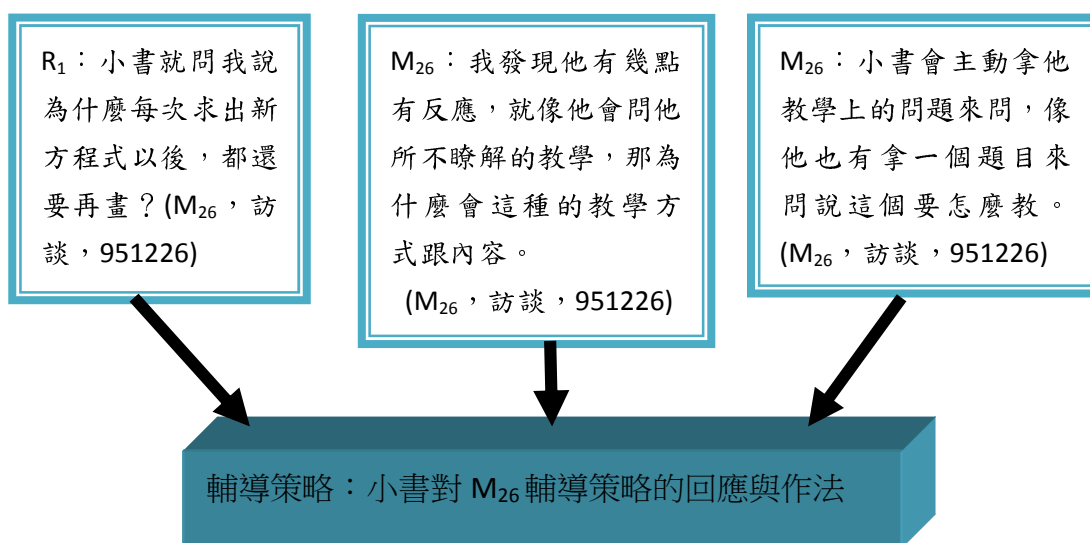 R₁：小書就問我說
為什麼每次求出新
方程式以後，都還
要再畫？(M₂₆，訪
談，951226)
M₂₆：我發現他有幾點
有反應，就像他會問他
所不瞭解的教學，那為
什麼會這種的教學方
式跟內容。
(M₂₆，訪談，951226)
M₂₆：小書會主動拿他
教學上的問題來問，像
他也有拿一個題目來
問說這個要怎麼教。
(M₂₆，訪談，951226)
輔導策略：小書對 M₂₆ 輔導策略的回應與作法